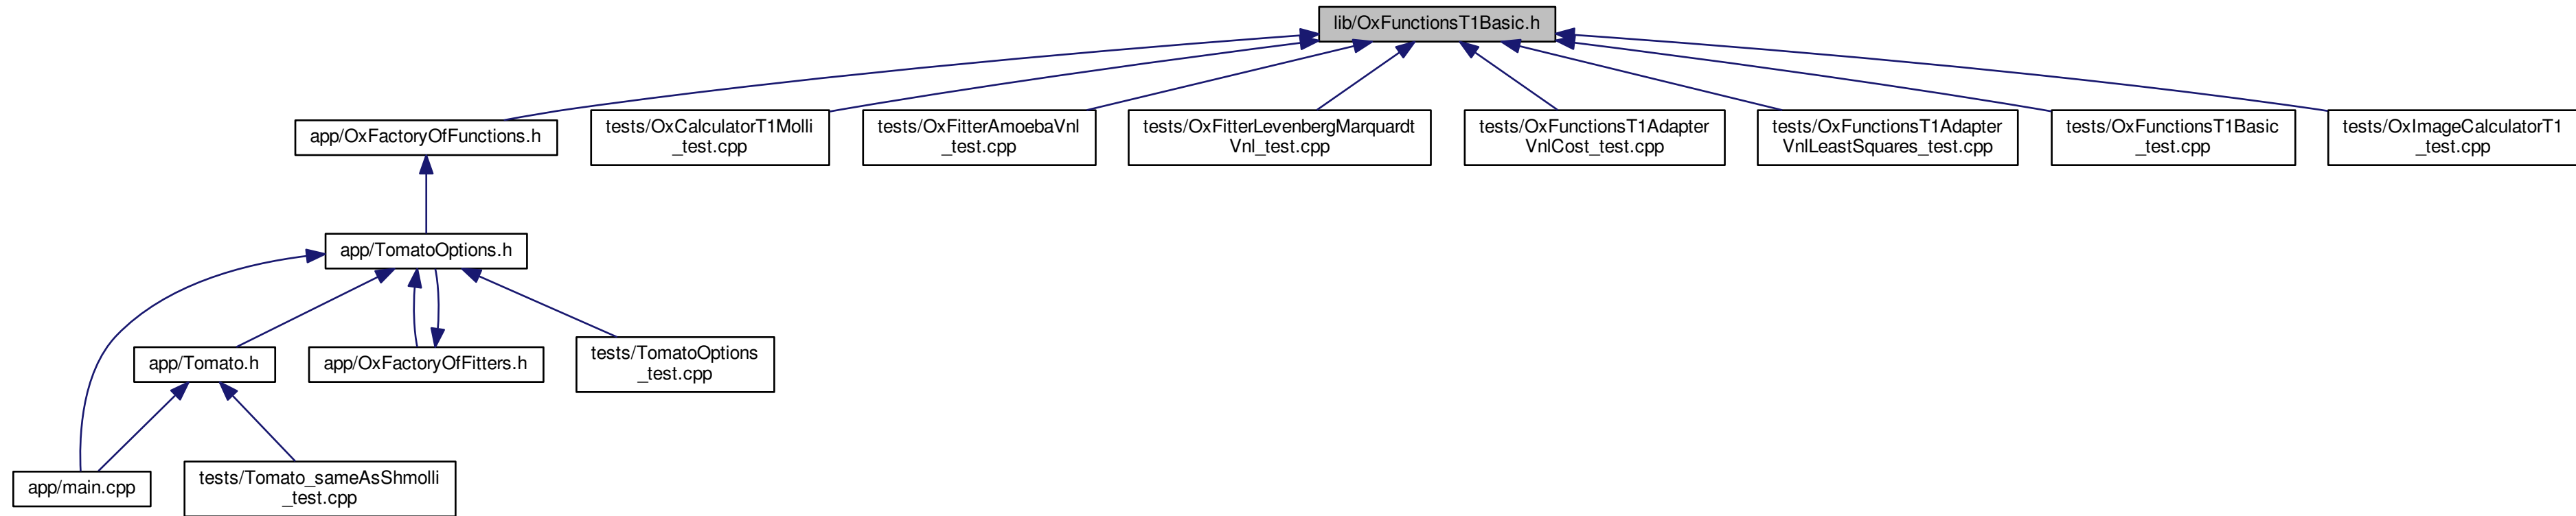 lib/OxFunctionsT1Basic.h
app/OxFactoryOfFunctions.h
tests/OxCalculatorT1Molli
_test.cpp
tests/OxFitterAmoebaVnl
_test.cpp
tests/OxFitterLevenbergMarquardt
Vnl_test.cpp
tests/OxFunctionsT1Adapter
VnlCost_test.cpp
tests/OxFunctionsT1Adapter
VnlLeastSquares_test.cpp
tests/OxFunctionsT1Basic
_test.cpp
tests/OxImageCalculatorT1
_test.cpp
app/TomatoOptions.h
app/Tomato.h
app/OxFactoryOfFitters.h
tests/TomatoOptions
_test.cpp
app/main.cpp
tests/Tomato_sameAsShmolli
_test.cpp